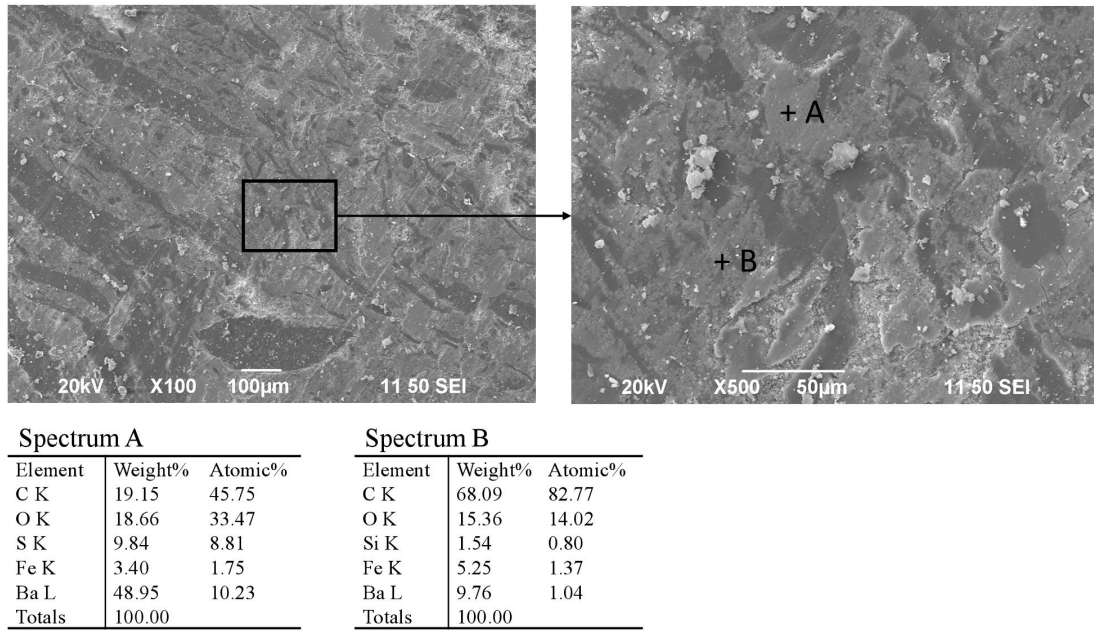 + A
+ B
20kV X100 100µm 11 50 SEI
20kV X500 50µm 11 50 SEI
Spectrum A
Element Weight% Atomic%
C K 19.15 45.75
O K 18.66 33.47
S K 9.84 8.81
Fe K 3.40 1.75
Ba L 48.95 10.23
Totals 100.00
Spectrum B
Element Weight% Atomic%
C K 68.09 82.77
O K 15.36 14.02
Si K 1.54 0.80
Fe K 5.25 1.37
Ba L 9.76 1.04
Totals 100.00